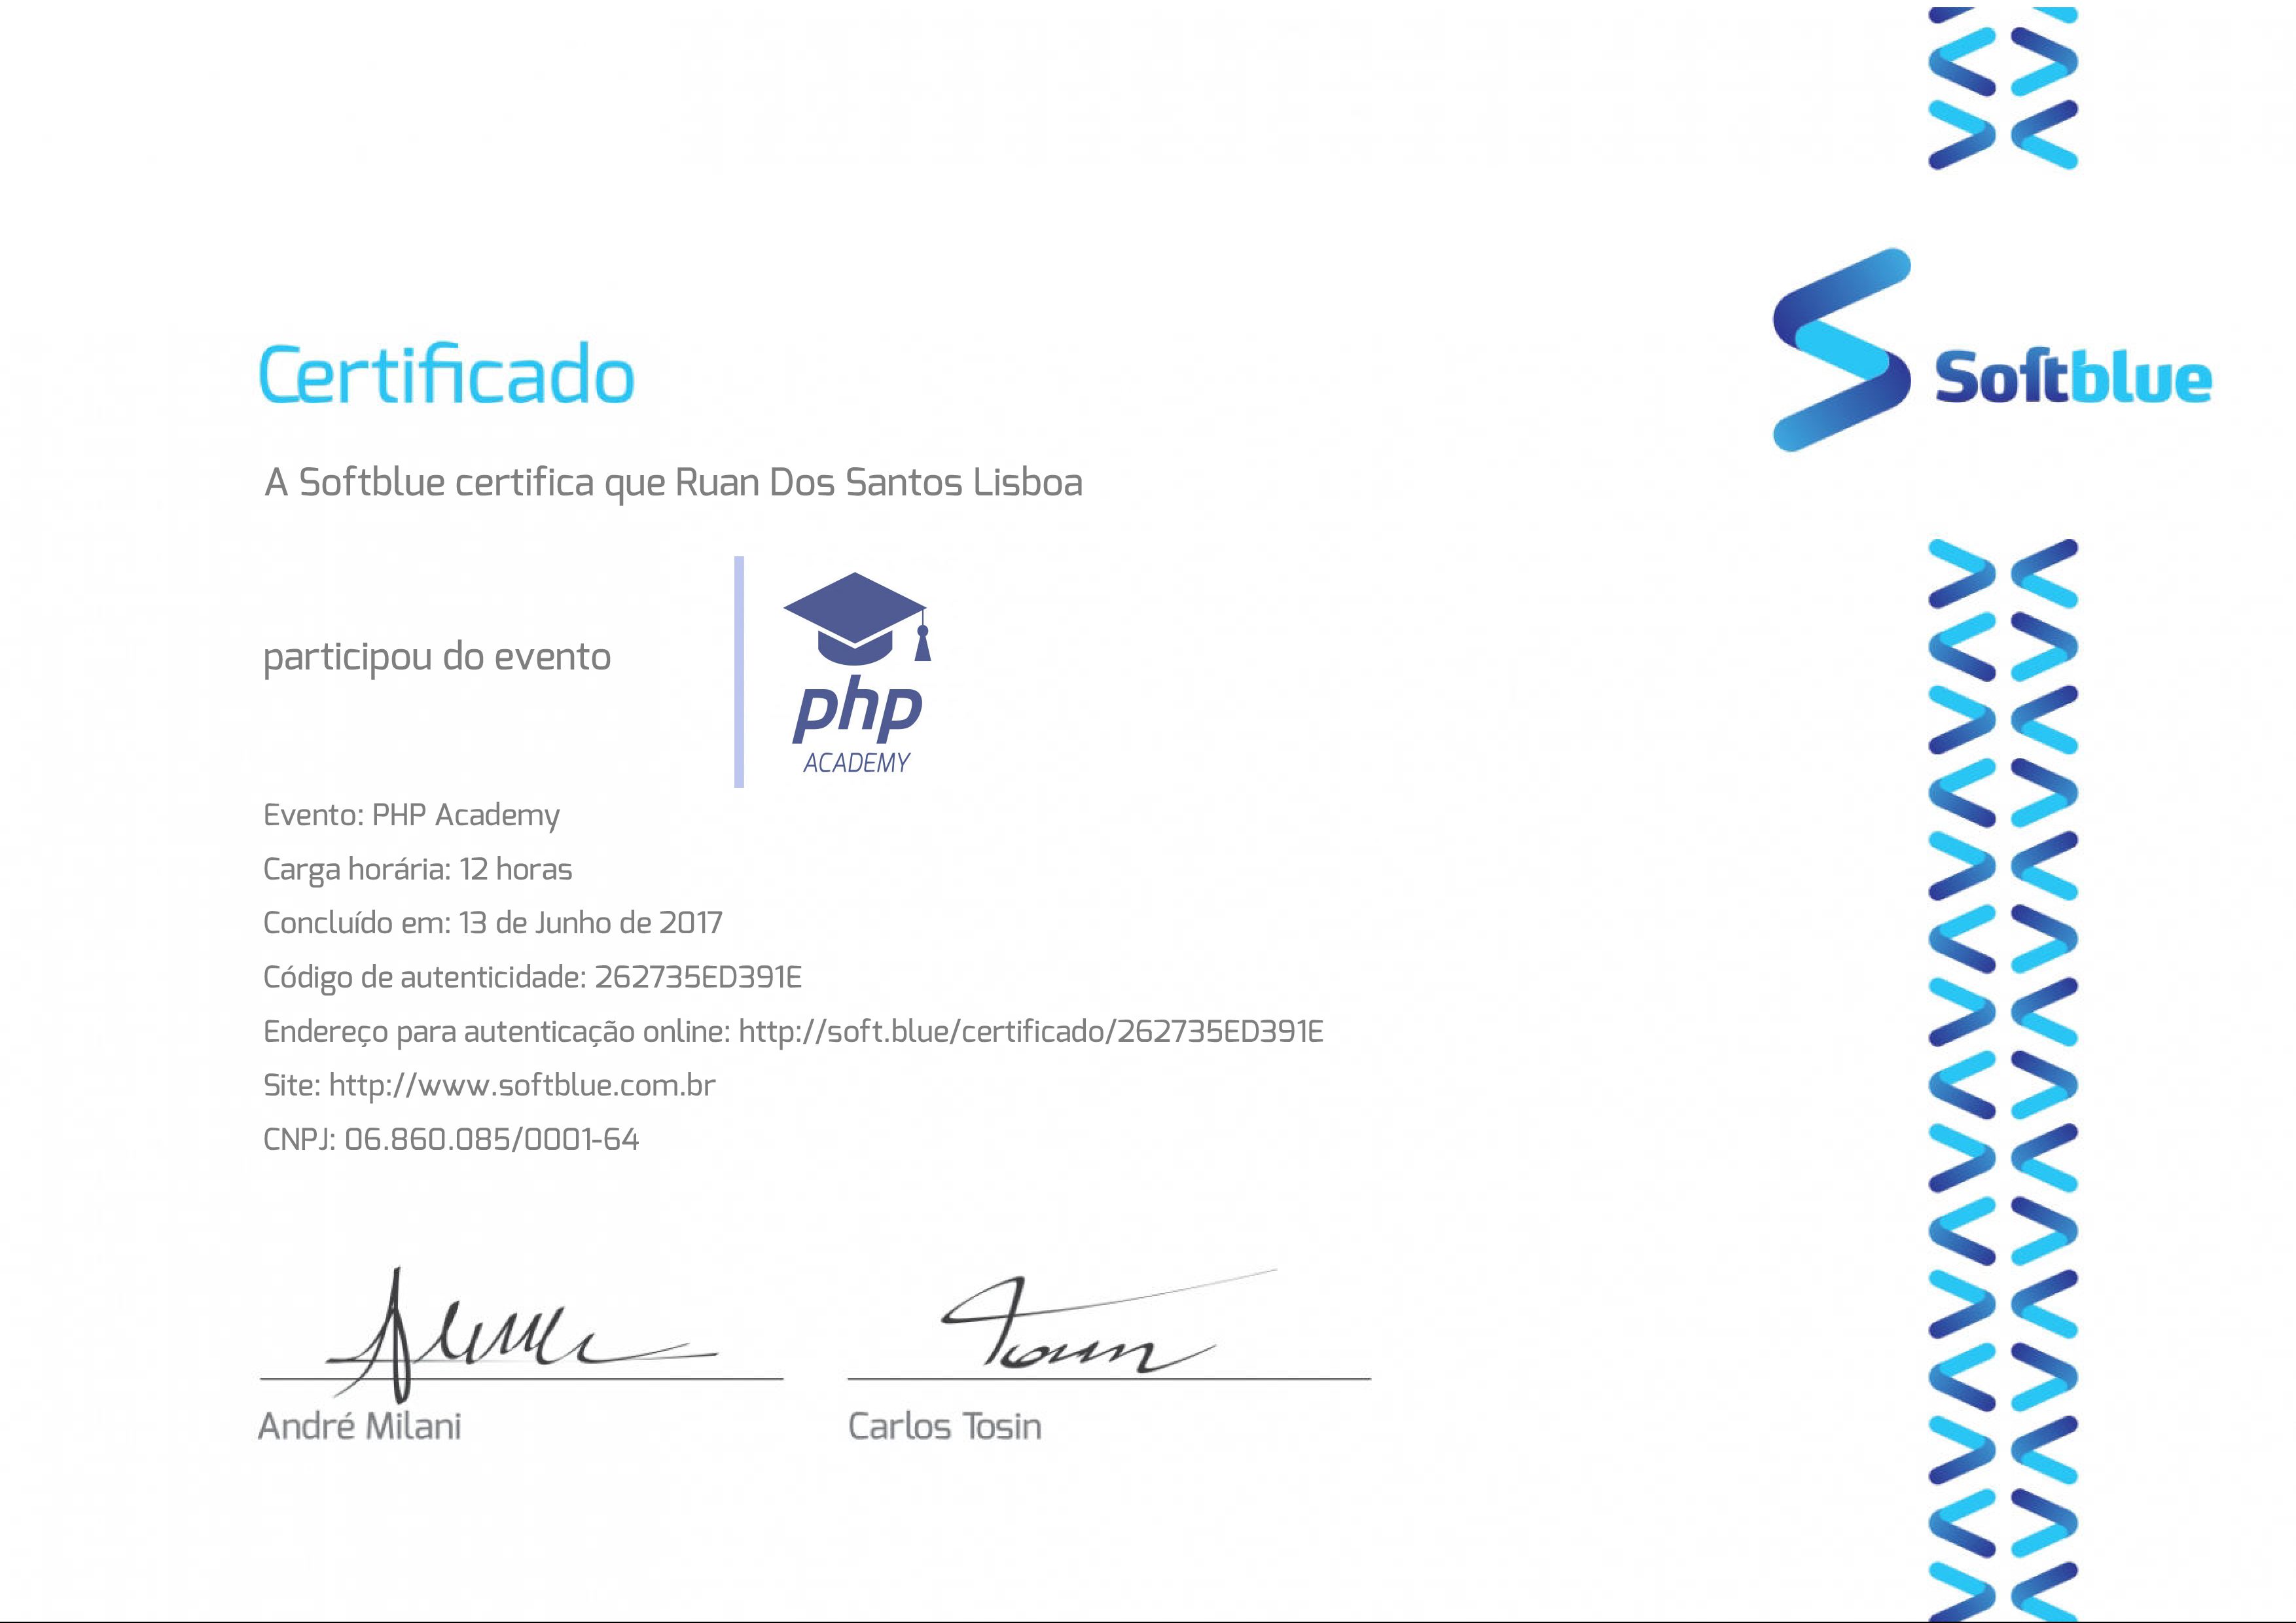 Softblue
Certificado
A Softblue certifica que Ruan Dos Santos Lisboa
participou do evento
php
ACADEMY
Evento: PHP Academy
Carga horária: 12 horas
Concluído em: 13 de Junho de 2017
Código de autenticidade: 262735ED391E
Endereço para autenticação online: http://soft.blue/certificado/262735ED391E
Site: http://www.softblue.com.br
CNPJ: 06.860.085/0001-64
André Milani
Carlos Tosin